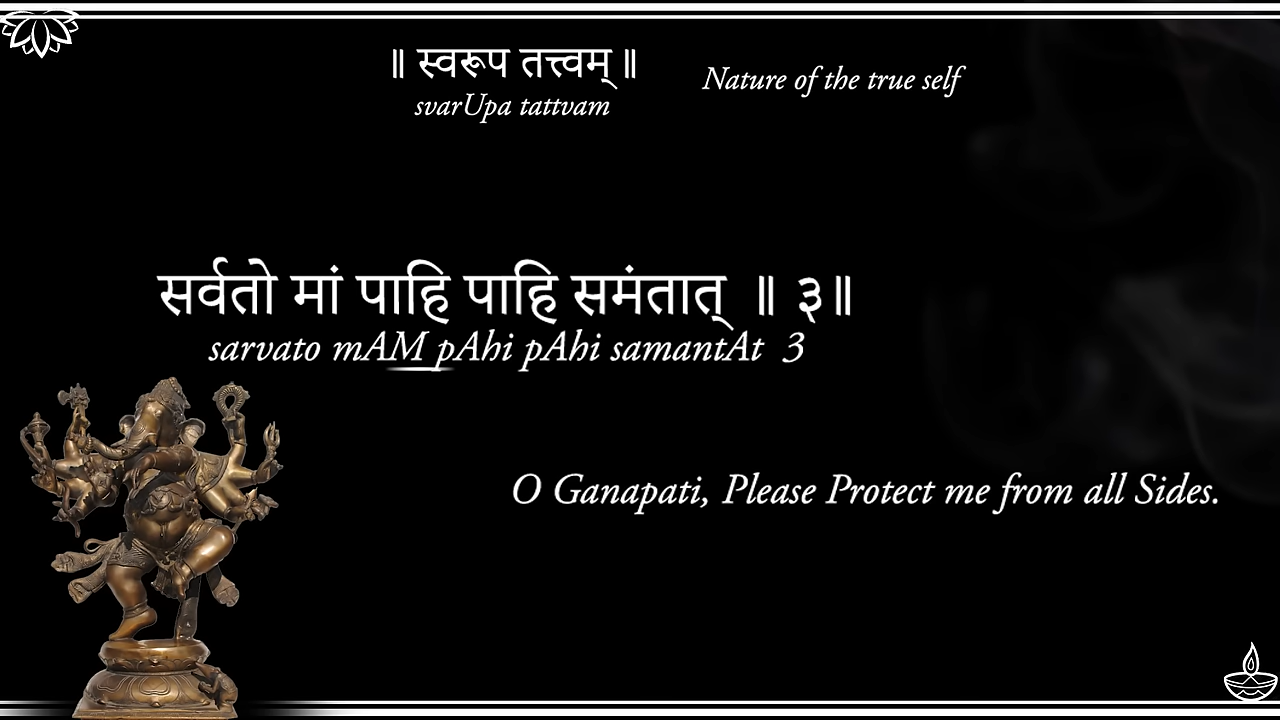 ॥ स्वरूप तत्त्वम् ॥
svarUpa tattvam
Nature of the true self
सर्वतो मां पाहि पाहि समंतात् ॥ ३॥
sarvato mAM pAhi pAhi samantAt 3
O Ganapati, Please Protect me from all Sides.